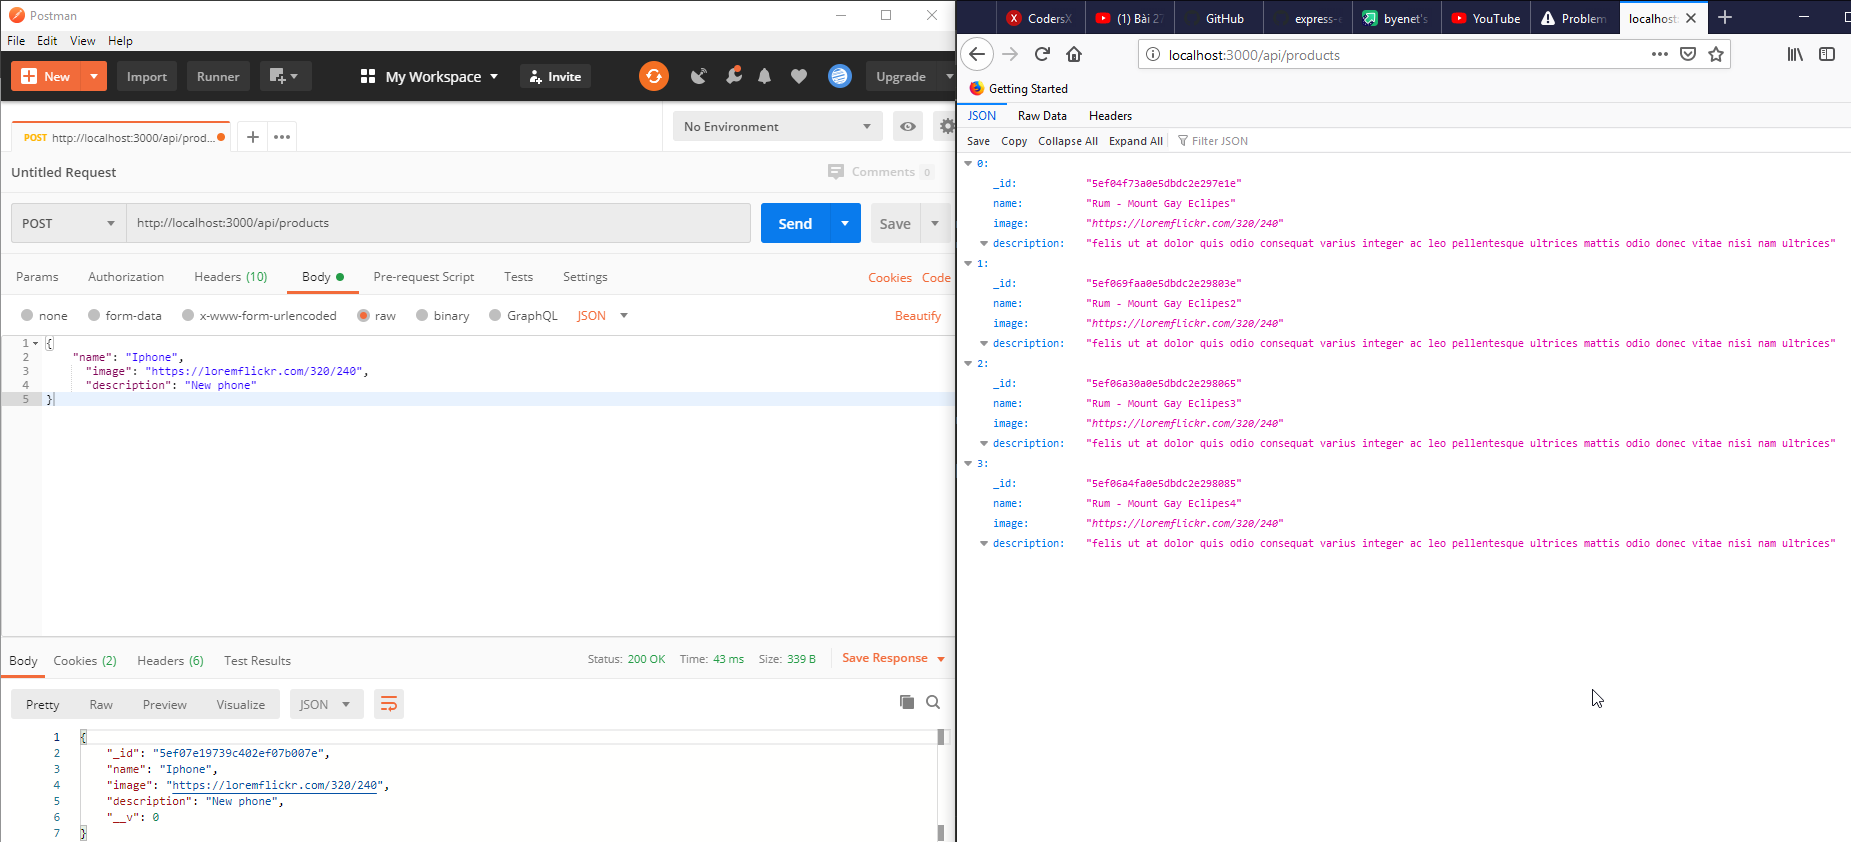 Postman
File Edit View Help
New Import Runner My Workspace Invite Upgrade
POST http://localhost:3000/api/prod... No Environment
Untitled Request Comments 0
POST http://localhost:3000/api/products Send Save
Params Authorization Headers (10) Body Pre-request Script Tests Settings Cookies Code
none form-data x-www-form-urlencoded raw binary GraphQL JSON Beautify
1 {
2 "name": "Iphone",
3 "image": "https://loremflickr.com/320/240",
4 "description": "New phone"
5 }
Body Cookies (2) Headers (6) Test Results Status: 200 OK Time: 43 ms Size: 339 B Save Response
Pretty Raw Preview Visualize JSON
1 {
2 "_id": "5ef07e19739c402ef07b007e",
3 "name": "Iphone",
4 "image": "https://loremflickr.com/320/240",
5 "description": "New phone",
6 "__v": 0
7 }
CodersX (1) Bài 27 GitHub express- byenet's YouTube Problem localhost:
localhost:3000/api/products
Getting Started
JSON Raw Data Headers
Save Copy Collapse All Expand All Filter JSON
0:
_id: "5ef04f73a0e5dbdc2e297e1e"
name: "Rum - Mount Gay Eclipes"
image: "https://loremflickr.com/320/240"
description: "felis ut at dolor quis odio consequat varius integer ac leo pellentesque ultrices mattis odio donec vitae nisi nam ultrices"
1:
_id: "5ef069faa0e5dbdc2e29803e"
name: "Rum - Mount Gay Eclipes2"
image: "https://loremflickr.com/320/240"
description: "felis ut at dolor quis odio consequat varius integer ac leo pellentesque ultrices mattis odio donec vitae nisi nam ultrices"
2:
_id: "5ef06a30a0e5dbdc2e298065"
name: "Rum - Mount Gay Eclipes3"
image: "https://loremflickr.com/320/240"
description: "felis ut at dolor quis odio consequat varius integer ac leo pellentesque ultrices mattis odio donec vitae nisi nam ultrices"
3:
_id: "5ef06a4fa0e5dbdc2e298085"
name: "Rum - Mount Gay Eclipes4"
image: "https://loremflickr.com/320/240"
description: "felis ut at dolor quis odio consequat varius integer ac leo pellentesque ultrices mattis odio donec vitae nisi nam ultrices"